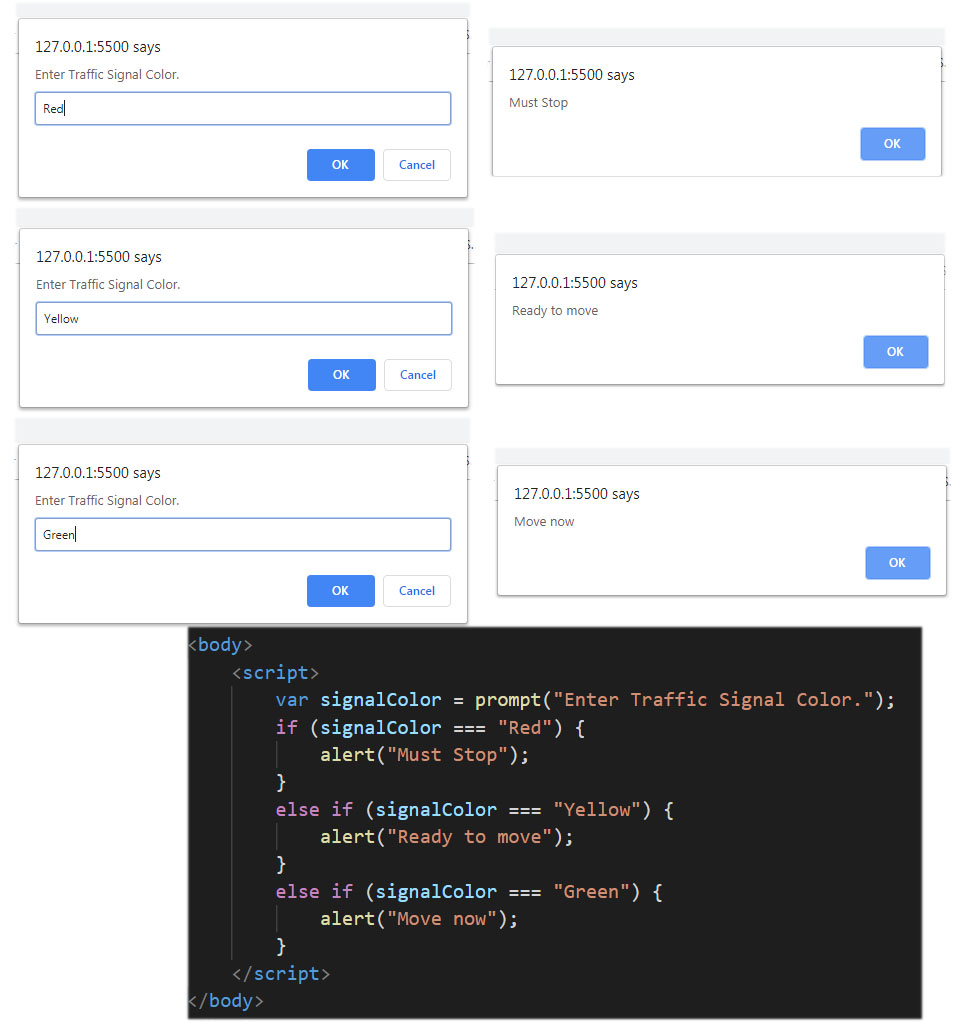 127.0.0.1:5500 says
Enter Traffic Signal Color.
Red
OK
Cancel
127.0.0.1:5500 says
Must Stop
OK
127.0.0.1:5500 says
Enter Traffic Signal Color.
Yellow
OK
Cancel
127.0.0.1:5500 says
Ready to move
OK
127.0.0.1:5500 says
Enter Traffic Signal Color.
Green
OK
Cancel
127.0.0.1:5500 says
Move now
OK
<body>
<script>
var signalColor = prompt("Enter Traffic Signal Color.");
if (signalColor === "Red") {
alert("Must Stop");
}
else if (signalColor === "Yellow") {
alert("Ready to move");
}
else if (signalColor === "Green") {
alert("Move now");
}
</script>
</body>